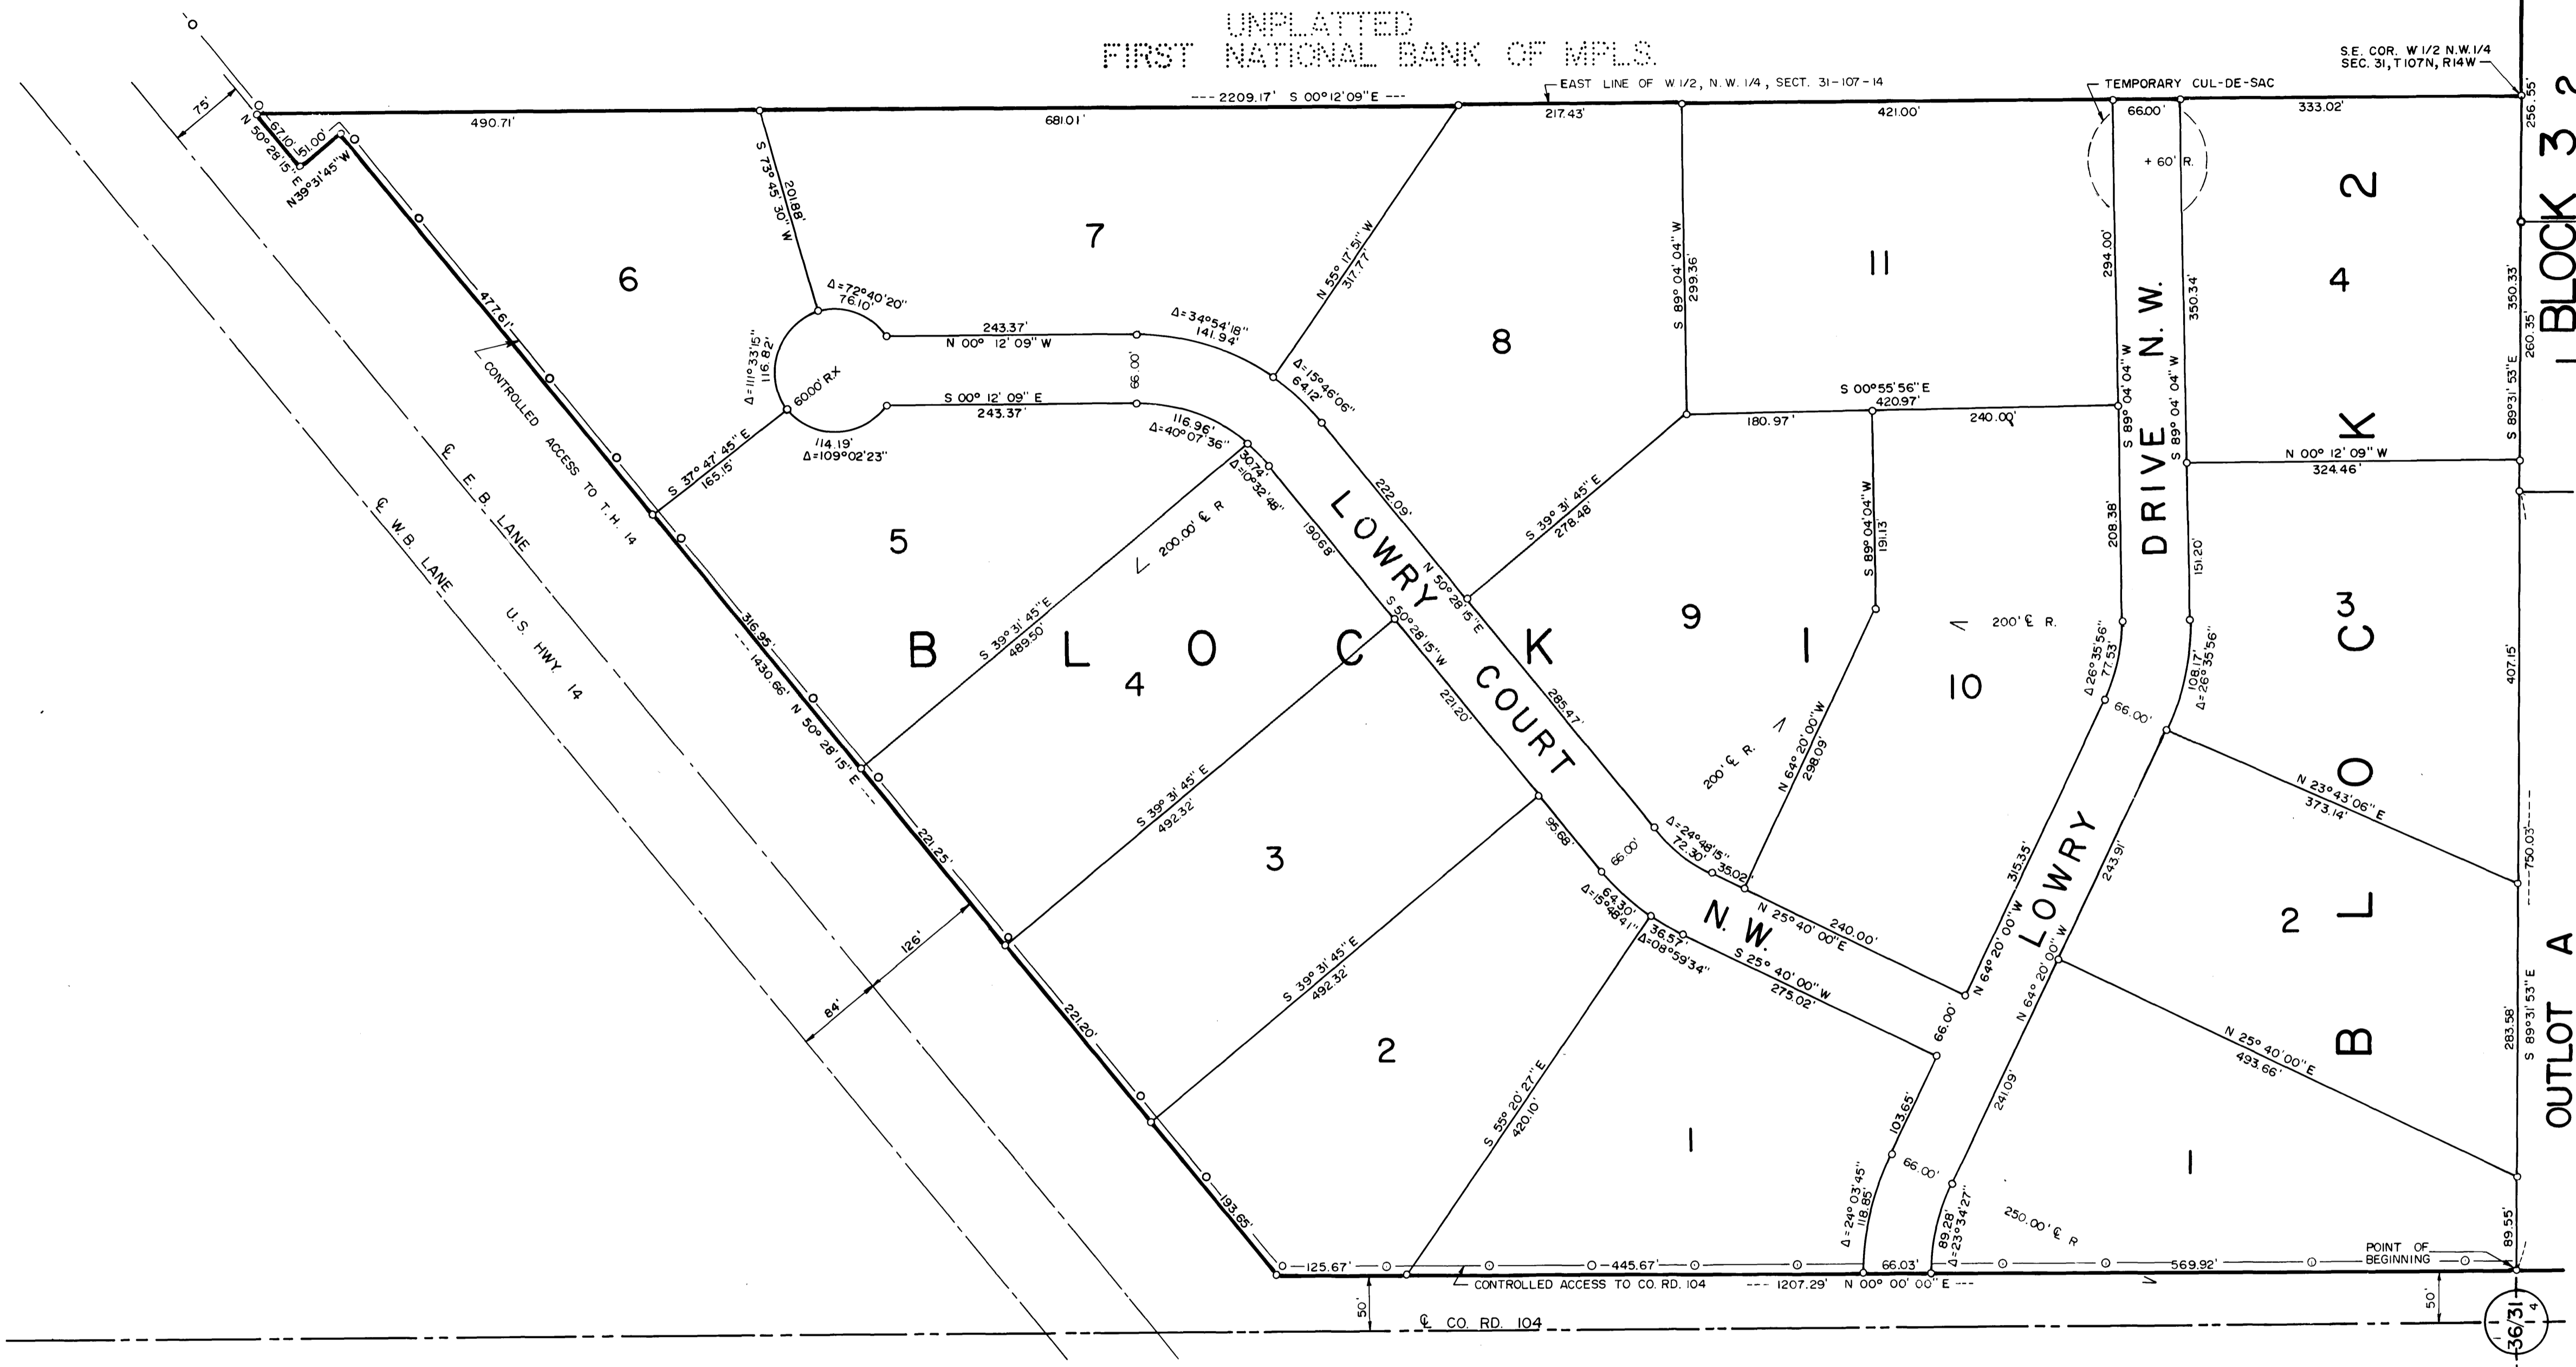 UNPLATTED
FIRST NATIONAL BANK OF MPLS.
S.E. COR. W 1/2 N.W. 1/4
SEC. 31, T107N, R14W
EAST LINE OF W 1/2, N.W. 1/4, SECT. 31-107-14
TEMPORARY CUL-DE-SAC
--- 2209.17' S 00°12'09"E ---
490.71'
681.01'
217.43'
421.00'
66.00'
333.02'
256.55'
75'
67.10'
N 50° 28' 15" E
51.00'
N39°31'45"W
S 73° 45' 30" W
201.88'
N 55° 17' 51" W
317.77'
S 89° 04' 04" W
299.36'
+ 60' R.
294.00'
350.34'
350.33'
260.35'
S 89°31'53"E
6
7
8
11
4
BLOCK 3
2
2
1
477.61'
CONTROLLED ACCESS TO T.H. 14
Δ=72°40'20"
76.10'
Δ=111°33'15"
116.82'
60.00' R
243.37'
N 00° 12' 09" W
Δ=34°54'18"
141.94'
66.00'
S 00° 12' 09" E
243.37'
114.19'
Δ=109°02'23"
116.96'
Δ=40°07'36"
30.74'
Δ=10°32'48"
Δ=15°46'06"
64.12'
S 37° 47' 45" E
165.15'
S 00°55'56"E
420.97'
180.97'
240.00'
S 89° 04' 04" W
S 89° 04' 04" W
N 00° 12' 09" W
324.46'
DRIVE N.W.
℄ E. B. LANE
℄ W.B. LANE
U.S. HWY. 14
5
200.00' ℄ R
190.68'
222.09'
LOWRY COURT N.W.
S 39° 31' 45" E
278.48'
S 89° 04' 04" W
191.13'
208.38'
151.20'
N 50° 28' 15" E
S 50° 28' 15" W
316.95'
--- 1430.66' N 50° 28' 15" E ---
S 39° 31' 45" E
489.50'
BLOCK 1
4
9
10
3
200' ℄ R.
Δ 26°35'56"
77.53'
108.17'
Δ=26°35'56"
66.00'
407.15'
221.20'
285.47'
200' ℄ R.
N 64° 20' 00" W
298.09'
N 23°43'06" E
373.14'
221.25'
S 39° 31' 45" E
492.32'
3
95.68'
66.00'
Δ=24°48'15"
72.30'
35.02'
64.30'
Δ=15°48'41"
36.57'
Δ=08°59'34"
N 25° 40' 00" E
240.00'
S 25° 40' 00" W
275.02'
315.35'
N 64° 20' 00" W
LOWRY
243.91'
N 64° 20' 00" W
2
BLOCK 2
----750.03'----
S 89°31'53"E
283.58'
OUTLOT A
126'
84'
221.20'
S 39° 31' 45" E
492.32'
2
66.00'
N 25° 40' 00" E
493.66'
S 55° 20' 27" E
420.10'
1
103.65'
241.09'
66.00'
1
193.65'
Δ=24° 03'45"
118.85'
89.28'
Δ=23°34'27"
250.00' ℄ R
89.55'
125.67'
445.67'
66.03'
569.92'
POINT OF
BEGINNING
CONTROLLED ACCESS TO CO. RD. 104
--- 1207.29' N 00° 00' 00" E ---
50'
50'
℄ CO. RD. 104
36/31
4